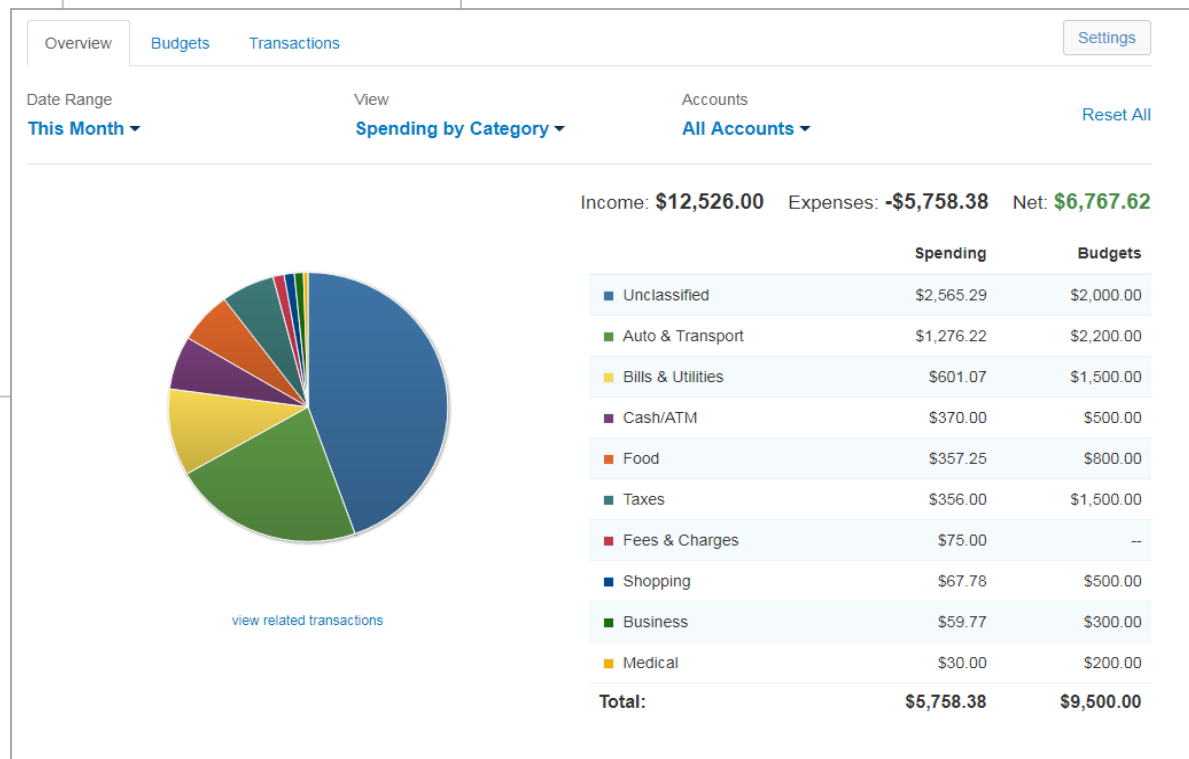 Overview Budgets Transactions Settings
Date Range View Accounts
This Month Spending by Category All Accounts Reset All
Income: $12,526.00 Expenses: -$5,758.38 Net: $6,767.62
Spending Budgets
Unclassified $2,565.29 $2,000.00
Auto & Transport $1,276.22 $2,200.00
Bills & Utilities $601.07 $1,500.00
Cash/ATM $370.00 $500.00
Food $357.25 $800.00
Taxes $356.00 $1,500.00
Fees & Charges $75.00 --
Shopping $67.78 $500.00
Business $59.77 $300.00
Medical $30.00 $200.00
Total: $5,758.38 $9,500.00
view related transactions